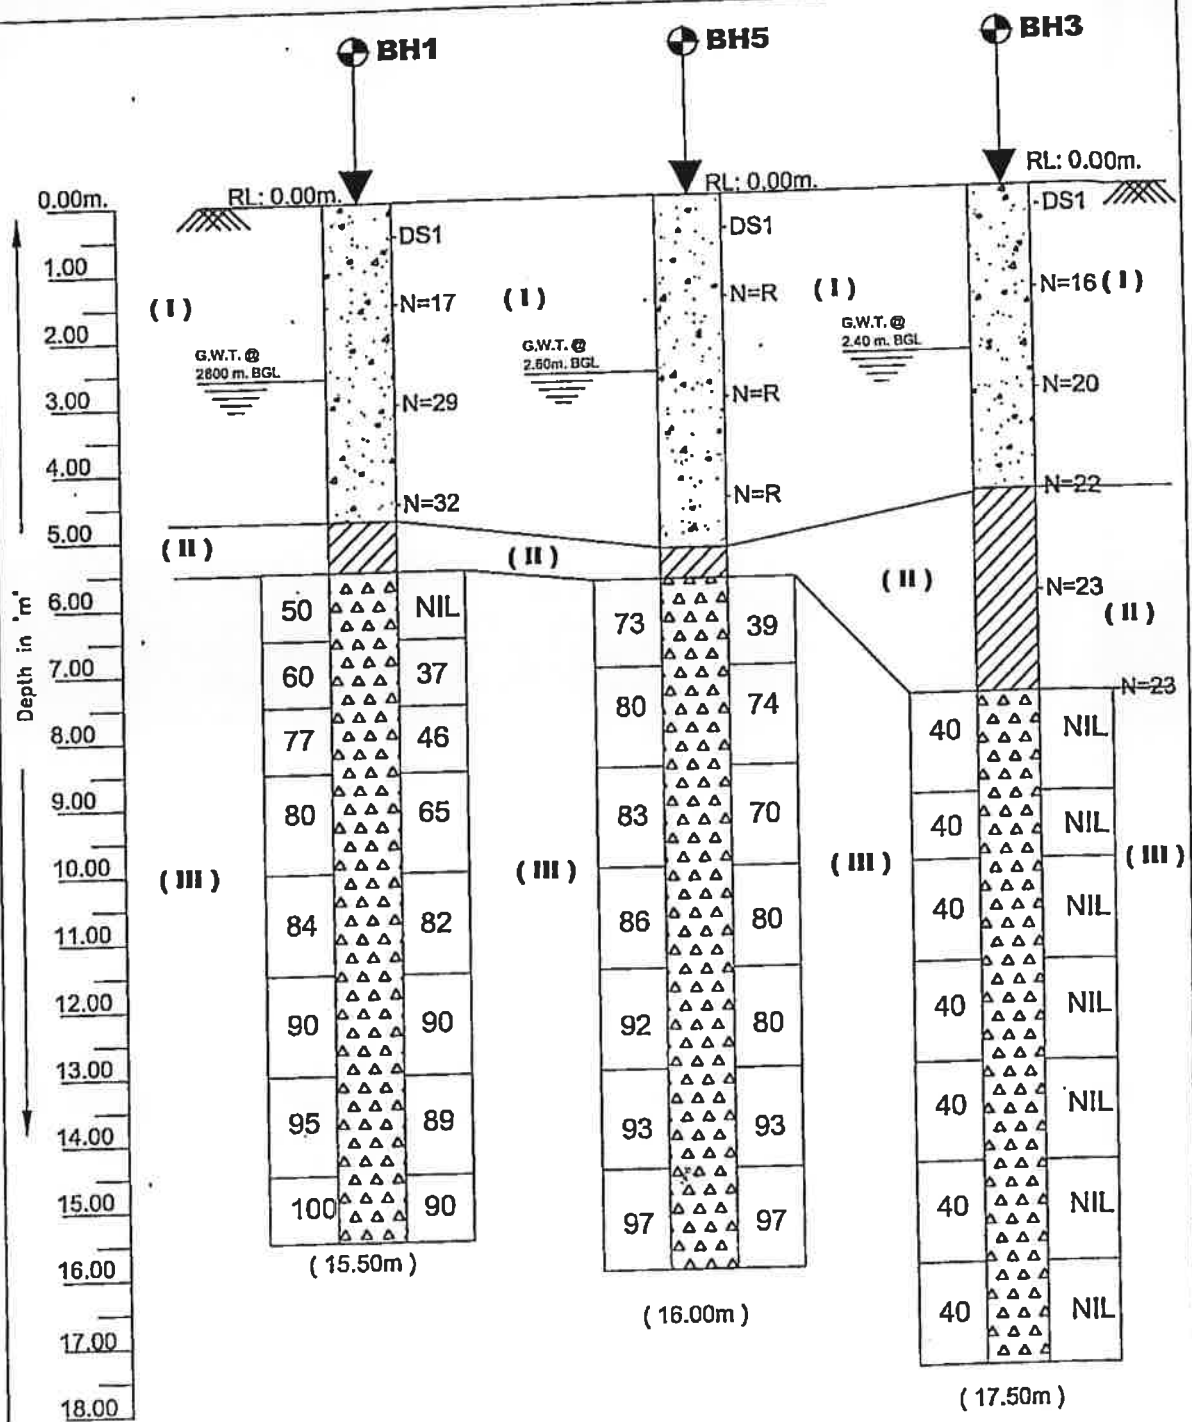 BH1
BH5
BH3
RL: 0.00m.
RL: 0.00m.
RL: 0.00m.
0.00m.
1.00
2.00
3.00
4.00
5.00
6.00
7.00
8.00
9.00
10.00
11.00
12.00
13.00
14.00
15.00
16.00
17.00
18.00
Depth in 'm'
( I )
G.W.T. @
2800 m. BGL
( II )
( III )
DS1
N=17
N=29
N=32
50
60
77
80
84
90
95
100
NIL
37
46
65
82
90
89
90
( 15.50m )
( I )
G.W.T. @
2.60m. BGL
( II )
( III )
DS1
N=R
N=R
N=R
73
80
83
86
92
93
97
39
74
70
80
80
93
97
( 16.00m )
( I )
G.W.T. @
2.40 m. BGL
( II )
( III )
DS1
N=16
( I )
N=20
N=22
N=23
( II )
N=23
40
40
40
40
40
40
40
NIL
NIL
NIL
NIL
NIL
NIL
NIL
( III )
( 17.50m )